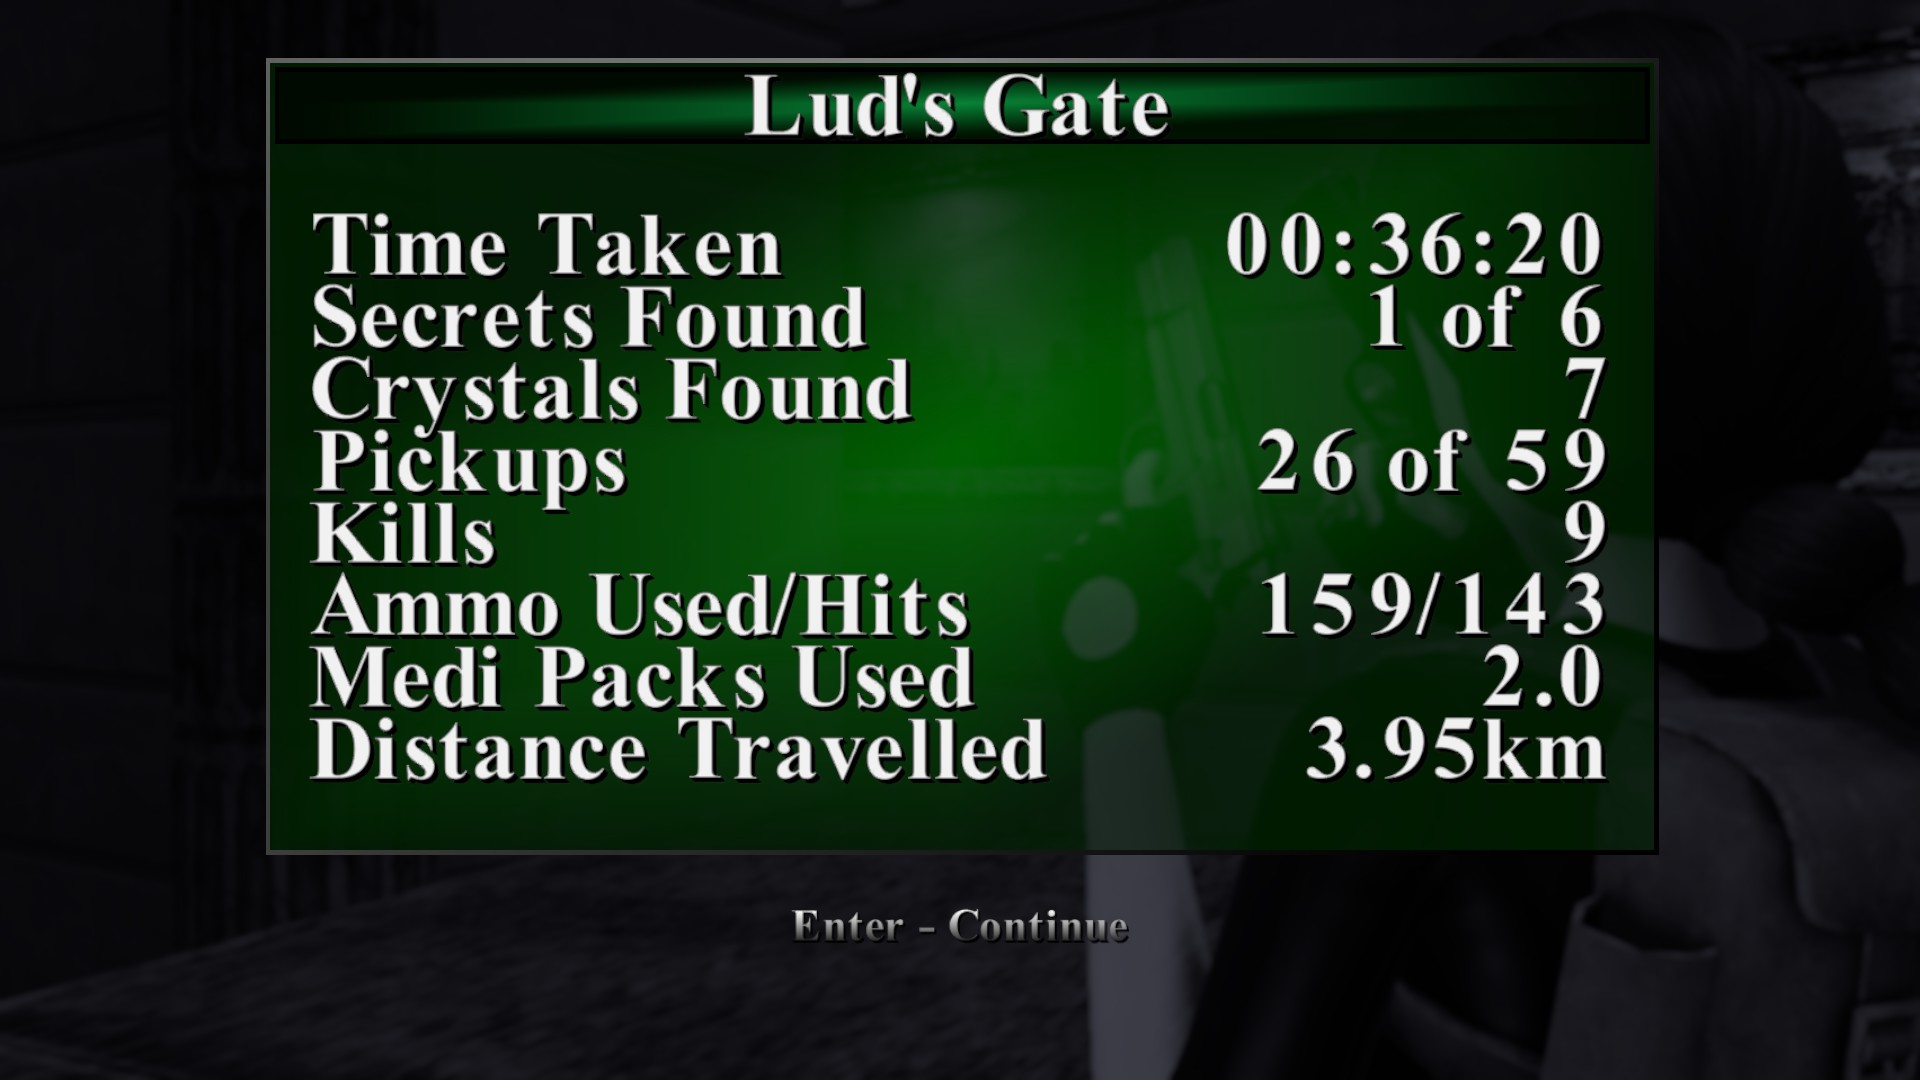 Lud's Gate
Time Taken 00:36:20
Secrets Found 1 of 6
Crystals Found 7
Pickups 26 of 59
Kills 9
Ammo Used/Hits 159/143
Medi Packs Used 2.0
Distance Travelled 3.95km
Enter - Continue